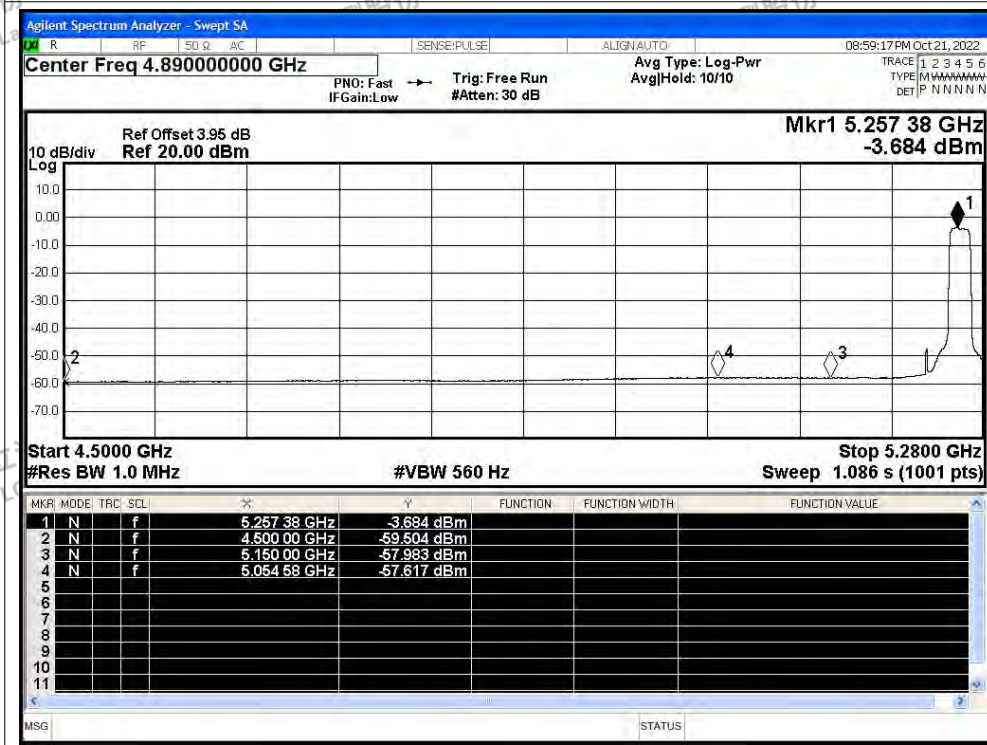 Agilent Spectrum Analyzer - Swept SA
R RF 50 Ω AC SENSE:PULSE ALIGN AUTO 08:59:17 PM Oct 21, 2022
Center Freq 4.890000000 GHz Avg Type: Log-Pwr TRACE 1 2 3 4 5 6
PNO: Fast Trig: Free Run Avg|Hold: 10/10 TYPE M WWWWW
IFGain:Low #Atten: 30 dB DET P N N N N N
Mkr1 5.257 38 GHz
Ref Offset 3.95 dB
10 dB/div Ref 20.00 dBm -3.684 dBm
Log
10.0
1
0.00
-10.0
-20.0
-30.0
-40.0
-50.0 2 4 3
-60.0
-70.0
Start 4.5000 GHz Stop 5.2800 GHz
#Res BW 1.0 MHz #VBW 560 Hz Sweep 1.086 s (1001 pts)
MKR MODE TRC SCL X Y FUNCTION FUNCTION WIDTH FUNCTION VALUE
1 N f 5.257 38 GHz -3.684 dBm
2 N f 4.500 00 GHz -59.504 dBm
3 N f 5.150 00 GHz -57.983 dBm
4 N f 5.054 58 GHz -57.617 dBm
5
6
7
8
9
10
11
MSG STATUS